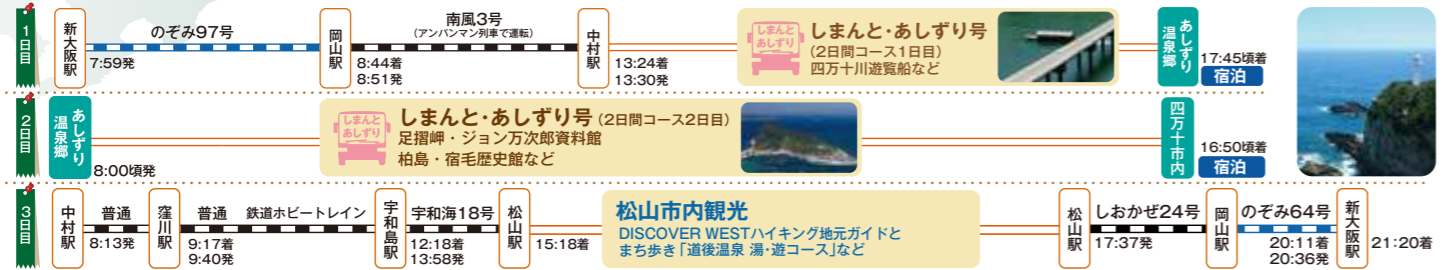 1日目
新大阪駅
7:59発
のぞみ97号
岡山駅
8:44着
8:51発
南風3号
(アンパンマン列車で運転)
中村駅
13:24着
13:30発
しまんと
あしずり
しまんと・あしずり号
(2日間コース1日目)
四万十川遊覧船など
あしずり
温泉郷
17:45頃着
宿泊
2日目
あしずり
温泉郷
8:00頃発
しまんと
あしずり
しまんと・あしずり号(2日間コース2日目)
足摺岬・ジョン万次郎資料館
柏島・宿毛歴史館など
四万十市内
16:50頃着
宿泊
3日目
中村駅
普通
8:13発
窪川駅
普通 鉄道ホビートレイン
9:17着
9:40発
宇和島駅
宇和海18号
12:18着
13:58発
松山駅
15:18着
松山市内観光
DISCOVER WESTハイキング地元ガイドと
まち歩き「道後温泉 湯・遊コース」など
松山駅
しおかぜ24号
17:37発
岡山駅
のぞみ64号
20:11着
20:36発
新大阪駅
21:20着